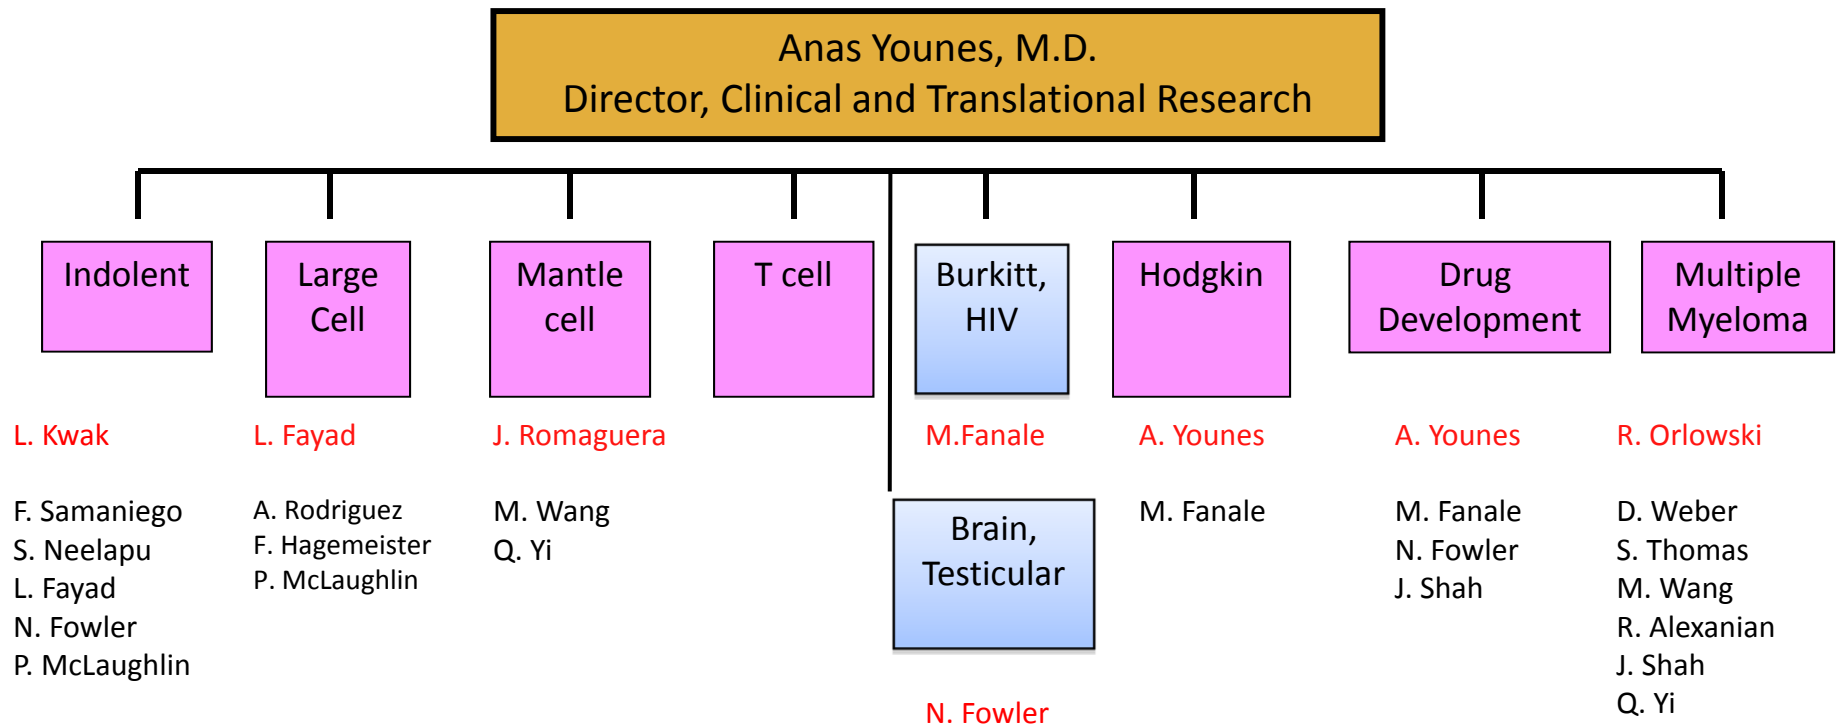 Anas Younes, M.D.
Director, Clinical and Translational Research
Indolent
Large
Cell
Mantle
cell
T cell
Burkitt,
HIV
Hodgkin
Drug
Development
Multiple
Myeloma
L. Kwak
F. Samaniego
S. Neelapu
L. Fayad
N. Fowler
P. McLaughlin
L. Fayad
A. Rodriguez
F. Hagemeister
P. McLaughlin
J. Romaguera
M. Wang
Q. Yi
M.Fanale
Brain,
Testicular
N. Fowler
A. Younes
M. Fanale
A. Younes
M. Fanale
N. Fowler
J. Shah
R. Orlowski
D. Weber
S. Thomas
M. Wang
R. Alexanian
J. Shah
Q. Yi